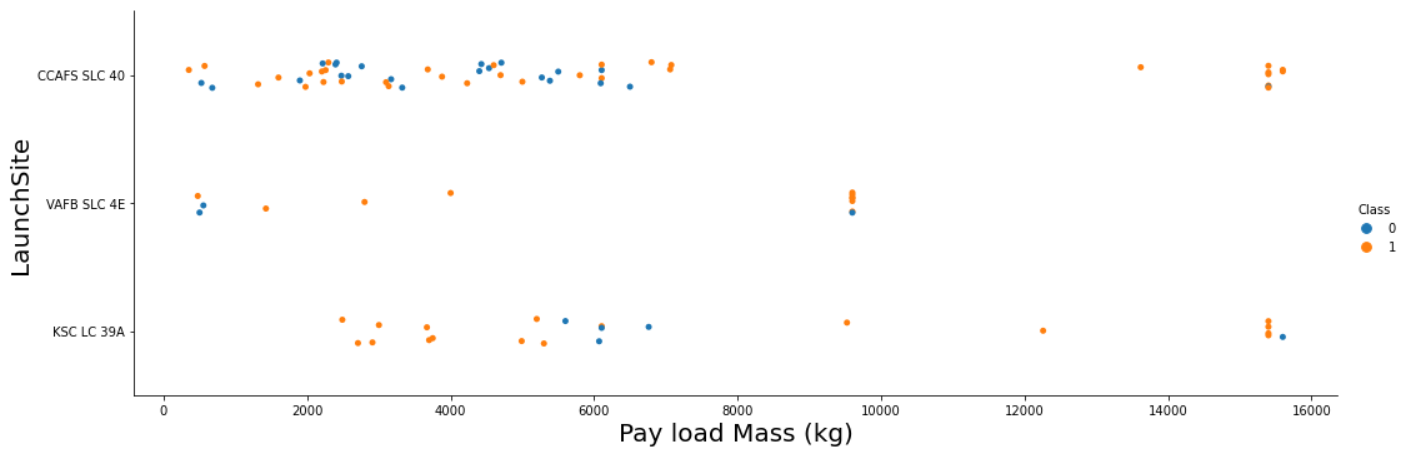 LaunchSite
CCAFS SLC 40
VAFB SLC 4E
KSC LC 39A
0 2000 4000 6000 8000 10000 12000 14000 16000
Pay load Mass (kg)
Class
0
1